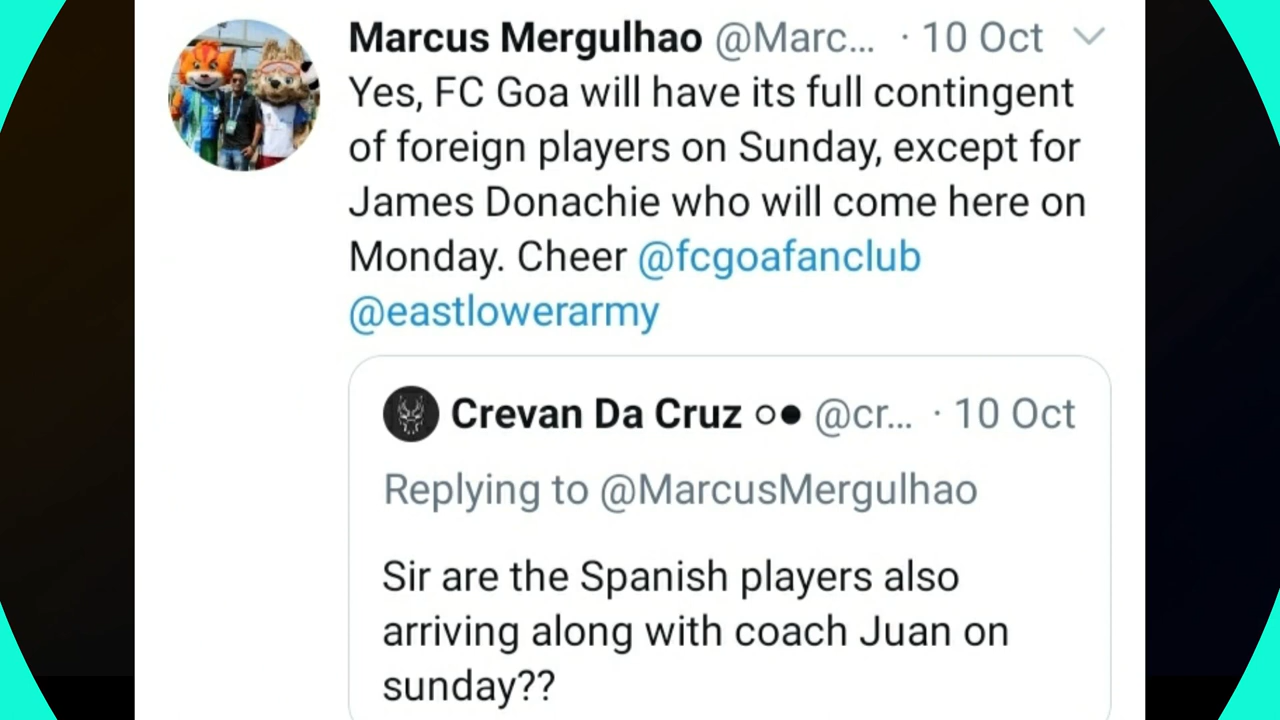 Marcus Mergulhao @Marc... · 10 Oct
Yes, FC Goa will have its full contingent
of foreign players on Sunday, except for
James Donachie who will come here on
Monday. Cheer @fcgoafanclub
@eastlowerarmy
Crevan Da Cruz ○● @cr... · 10 Oct
Replying to @MarcusMergulhao
Sir are the Spanish players also
arriving along with coach Juan on
sunday??